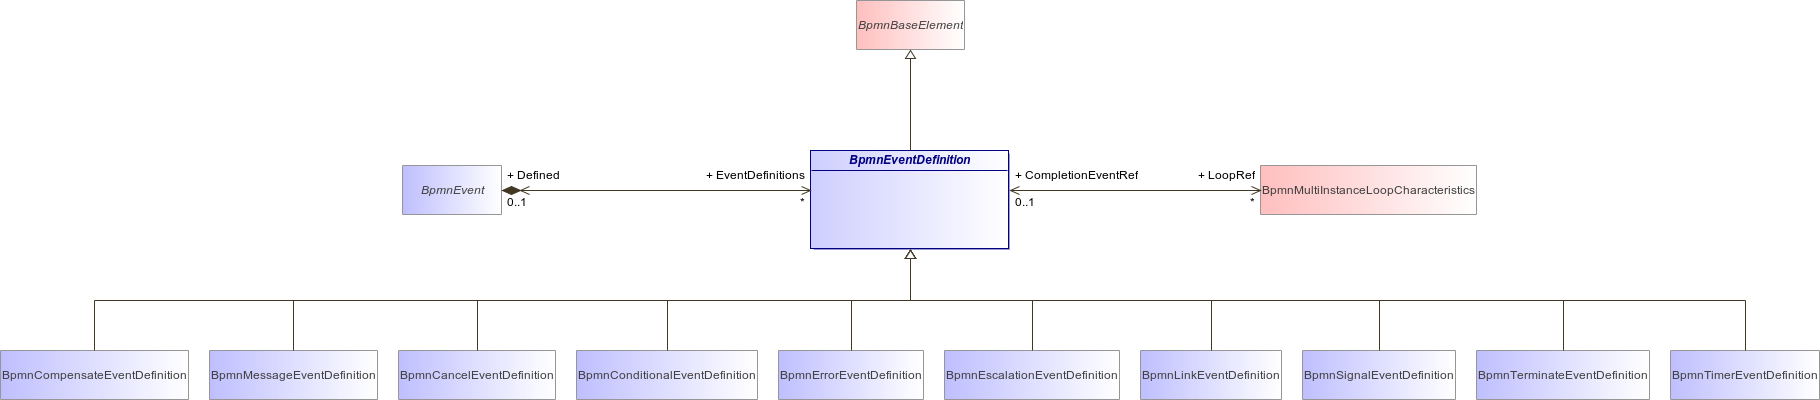 BpmnBaseElement
BpmnEventDefinition
+ Defined
+ EventDefinitions
+ CompletionEventRef
+ LoopRef
BpmnEvent
BpmnMultiInstanceLoopCharacteristics
0..1
*
0..1
*
BpmnCompensateEventDefinition
BpmnMessageEventDefinition
BpmnCancelEventDefinition
BpmnConditionalEventDefinition
BpmnErrorEventDefinition
BpmnEscalationEventDefinition
BpmnLinkEventDefinition
BpmnSignalEventDefinition
BpmnTerminateEventDefinition
BpmnTimerEventDefinition